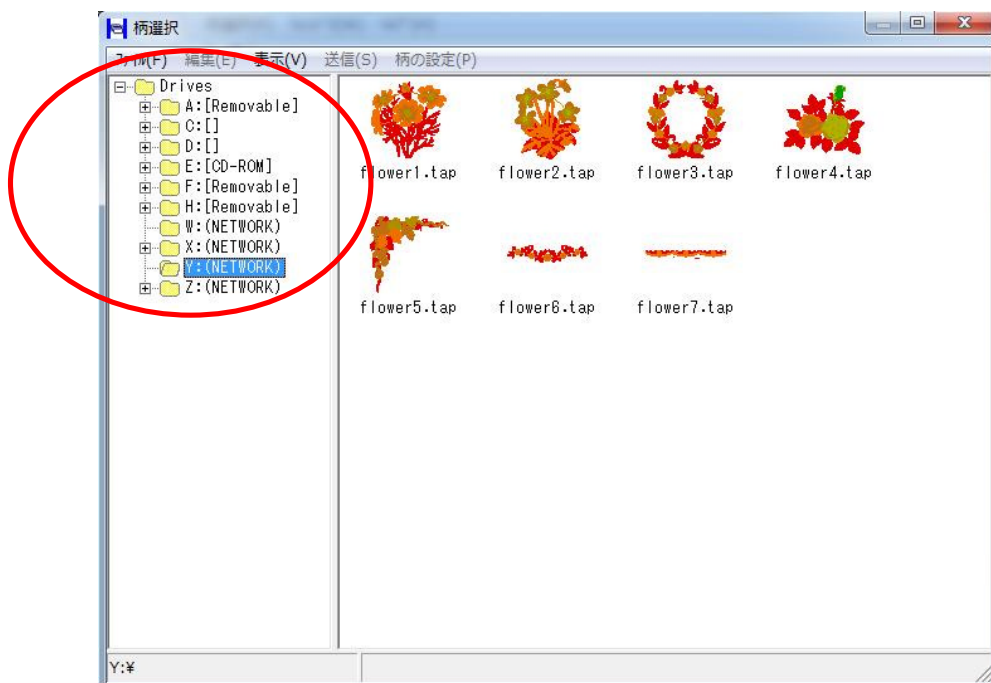 柄選択
ﾌｧｲﾙ(F) 編集(E) 表示(V) 送信(S) 柄の設定(P)
Drives
A:[Removable]
C:[]
D:[]
E:[CD-ROM]
F:[Removable]
H:[Removable]
W:(NETWORK)
X:(NETWORK)
Y:(NETWORK)
Z:(NETWORK)
flower1.tap flower2.tap flower3.tap flower4.tap
flower5.tap flower6.tap flower7.tap
Y:¥